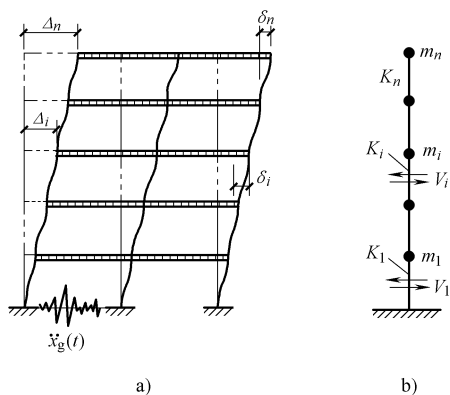 Δn
δn
Δi
δi
ẍg(t)
a)
mn
Kn
Ki
mi
Vi
K1
m1
V1
b)